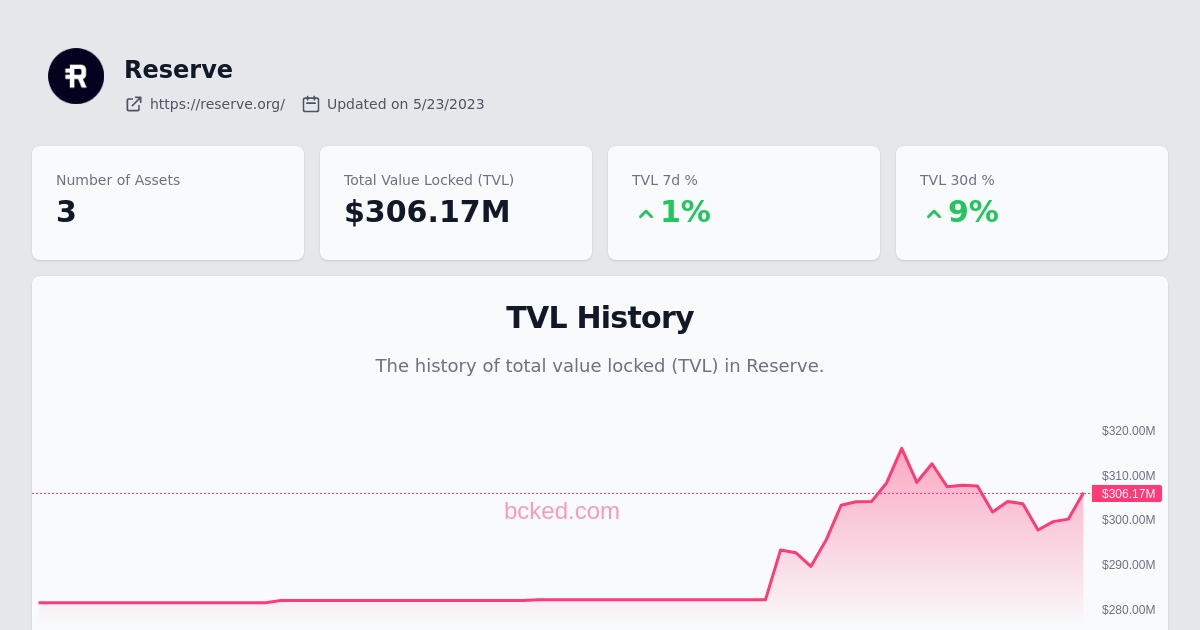 Reserve
https://reserve.org/ Updated on 5/23/2023
Number of Assets
3
Total Value Locked (TVL)
$306.17M
TVL 7d %
1%
TVL 30d %
9%
TVL History
The history of total value locked (TVL) in Reserve.
$320.00M
$310.00M
$306.17M
bcked.com
$300.00M
$290.00M
$280.00M